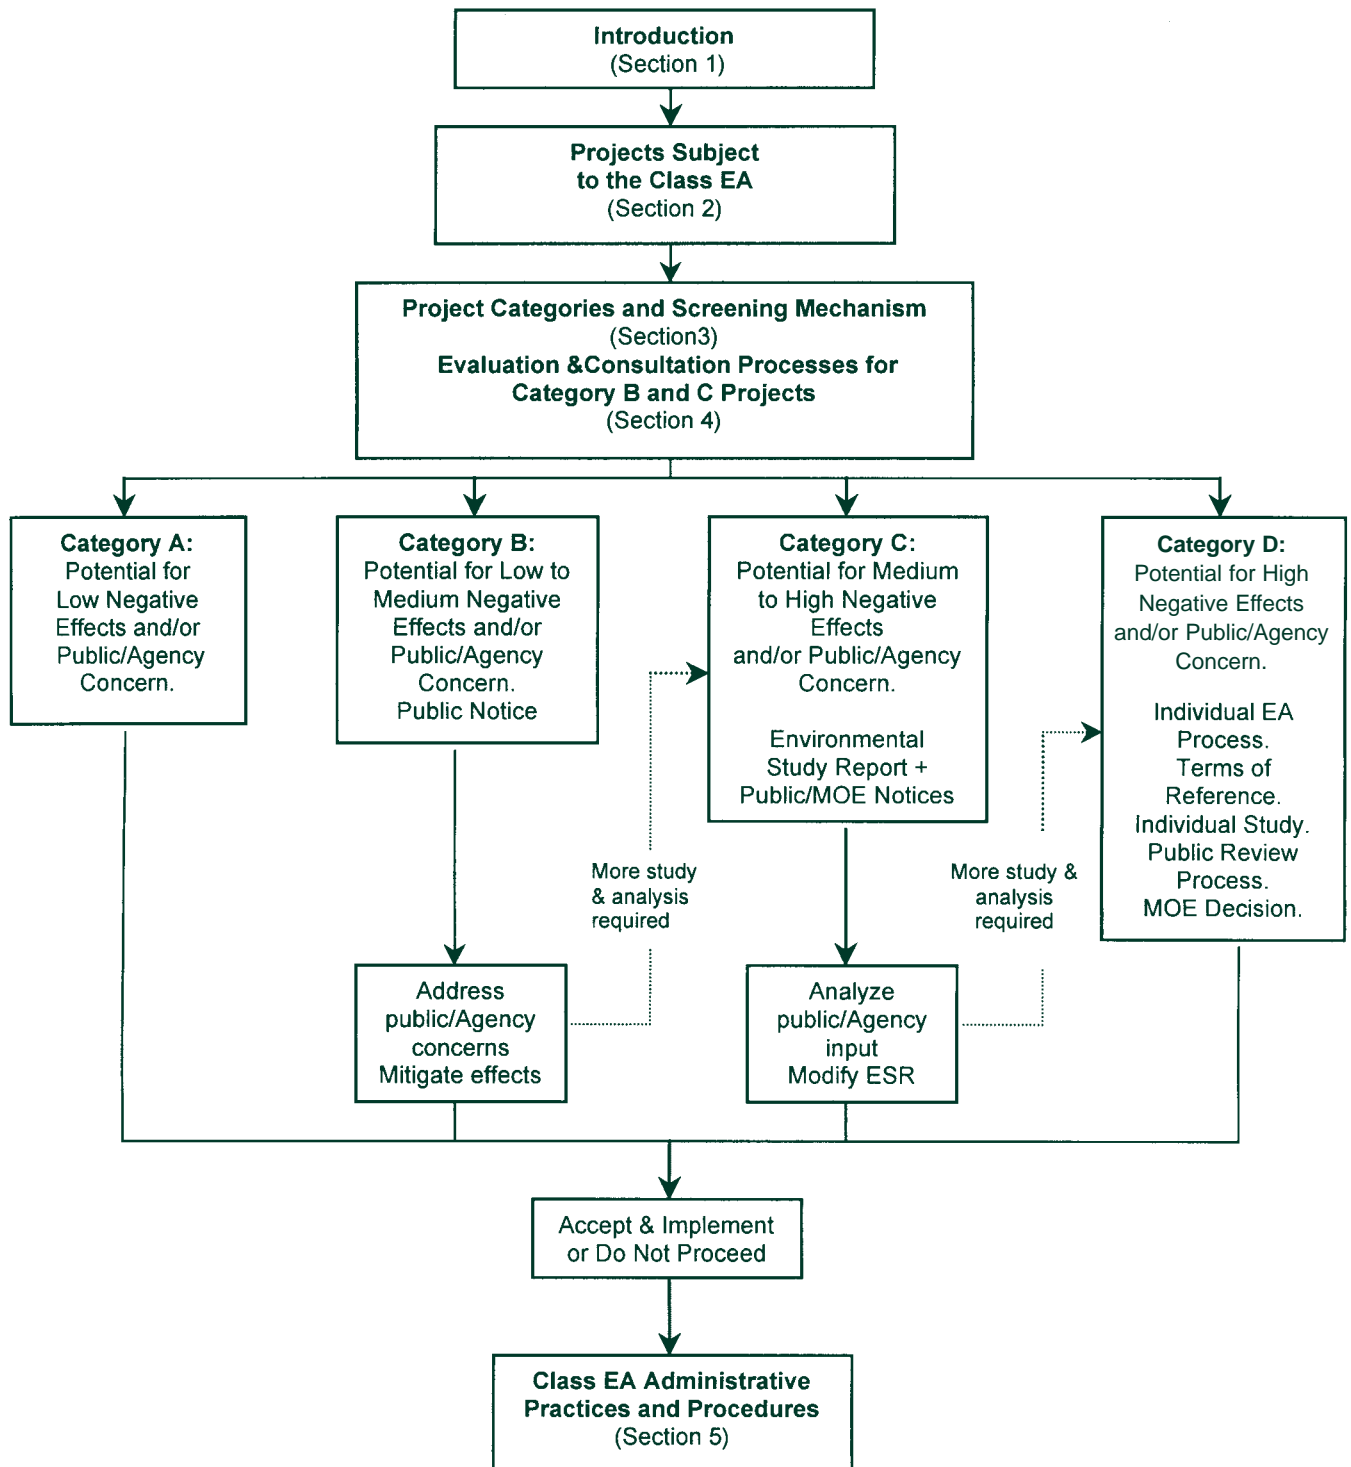 Introduction
(Section 1)
Projects Subject
to the Class EA
(Section 2)
Project Categories and Screening Mechanism
(Section3)
Evaluation &Consultation Processes for
Category B and C Projects
(Section 4)
Category A:
Potential for
Low Negative
Effects and/or
Public/Agency
Concern.
Category B:
Potential for Low to
Medium Negative
Effects and/or
Public/Agency
Concern.
Public Notice
Category C:
Potential for Medium
to High Negative
Effects
and/or Public/Agency
Concern.
Environmental
Study Report +
Public/MOE Notices
Category D:
Potential for High
Negative Effects
and/or Public/Agency
Concern.
Individual EA
Process.
Terms of
Reference.
Individual Study.
Public Review
Process.
MOE Decision.
More study
& analysis
required
More study &
analysis
required
Address
public/Agency
concerns
Mitigate effects
Analyze
public/Agency
input
Modify ESR
Accept & Implement
or Do Not Proceed
Class EA Administrative
Practices and Procedures
(Section 5)